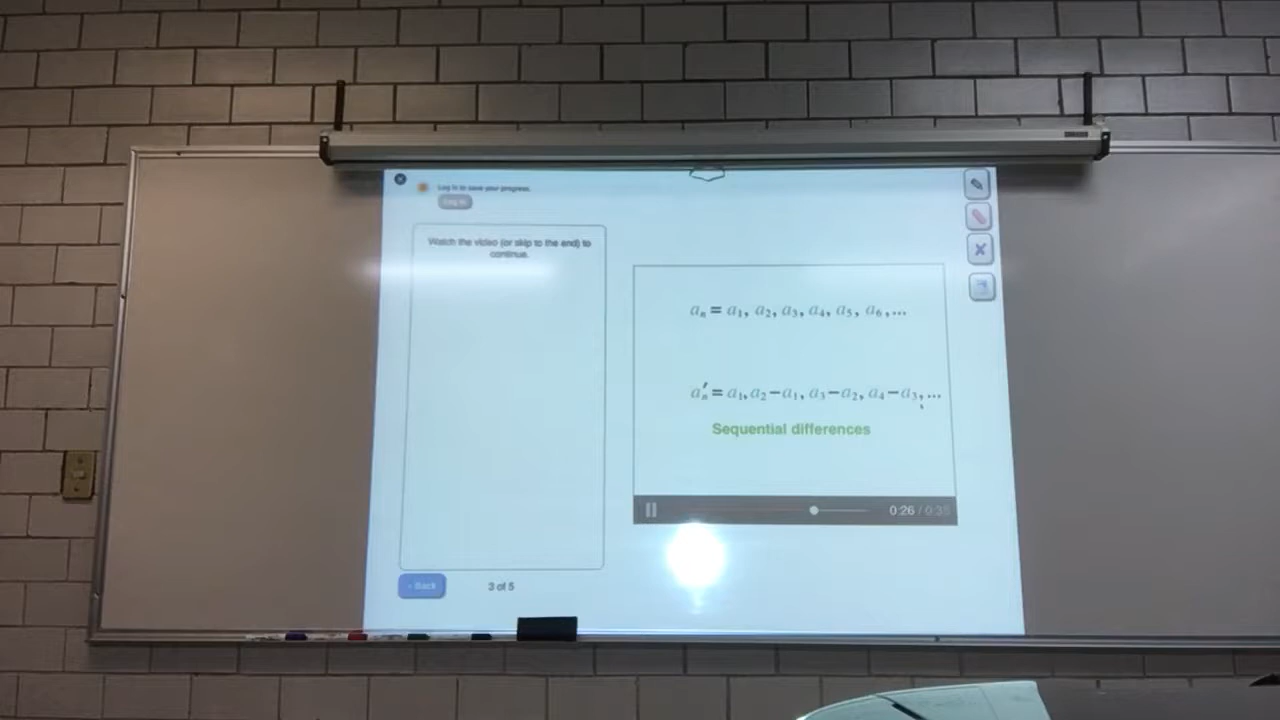 Log in to save your progress.
Log in
Watch the video (or skip to the end) to
continue.
aₙ = a₁, a₂, a₃, a₄, a₅, a₆,...
a′ₙ = a₁, a₂−a₁, a₃−a₂, a₄−a₃, ...
Sequential differences
0:26 / 0:35
Back
3 of 5